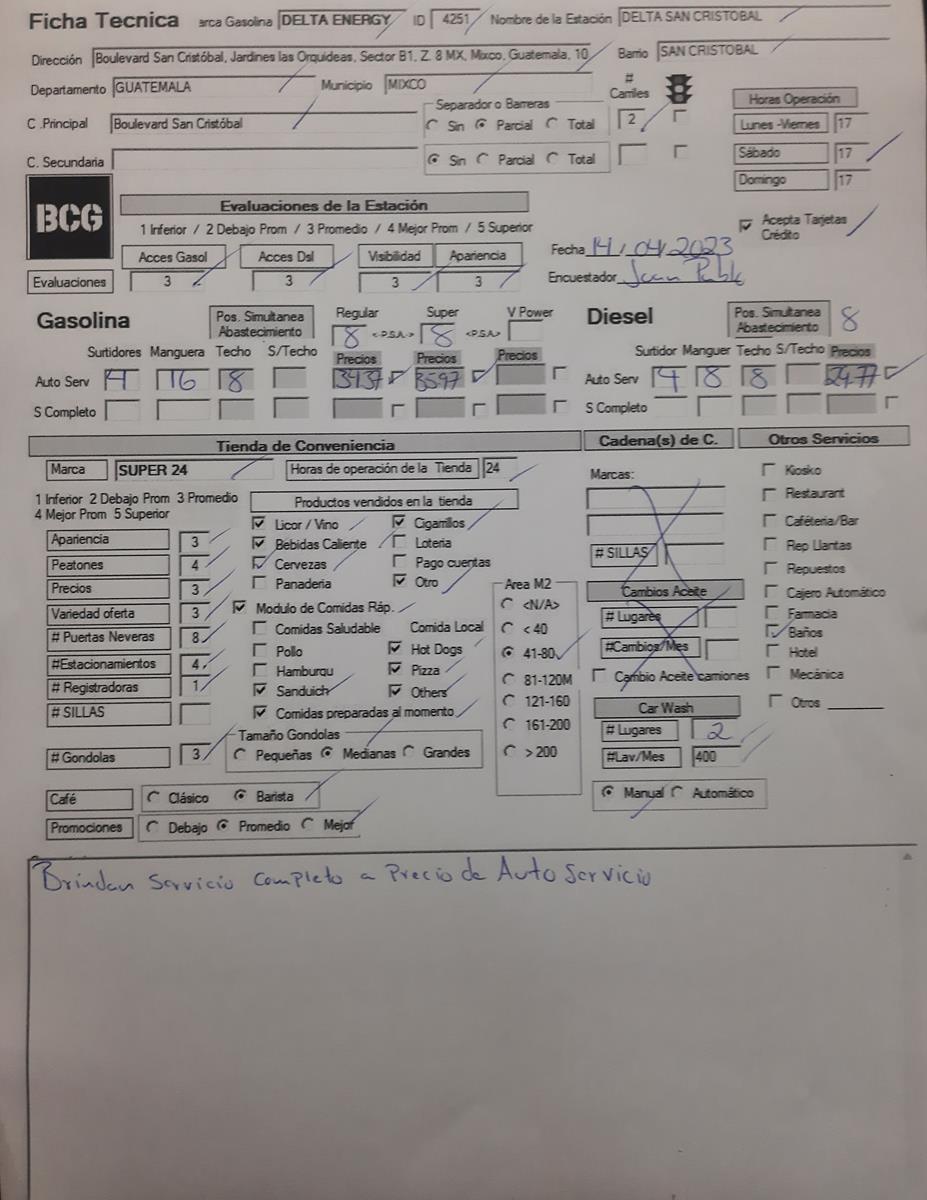 Ficha Tecnica arca Gasolina DELTA ENERGY ID 4251 Nombre de la Estación DELTA SAN CRISTOBAL
Dirección Boulevard San Cristóbal, Jardines las Orquideas, Sector B1, Z. 8 MX, Mixco, Guatemala, 10 Barrio SAN CRISTOBAL
Departamento GUATEMALA Municipio MIXCO # Carriles
C .Principal Boulevard San Cristóbal Separador o Barreras Sin Parcial Total 2
C. Secundaria Sin Parcial Total
Horas Operación
Lunes -Viernes 17
Sábado 17
Domingo 17
BCG
Evaluaciones de la Estación
1 Inferior / 2 Debajo Prom / 3 Promedio / 4 Mejor Prom / 5 Superior
Acepta Tarjetas Crédito
Acces Gasol Acces Dsl Visibilidad Apariencia
Evaluaciones 3 3 3 3
Fecha 14/04/2023
Encuestador Juan Pablo
Gasolina Pos. Simultanea Abastecimiento Regular Super V Power
8 <.P.S.A.> 8 <.P.S.A.>
Surtidores Manguera Techo S/Techo Precios Precios Precios
Auto Serv 4 16 8 34.37 35.97
S Completo
Diesel Pos. Simultanea Abastecimiento 8
Surtidor Manguer Techo S/Techo Precios
Auto Serv 4 8 8 24.77
S Completo
Tienda de Conveniencia
Marca SUPER 24 Horas de operación de la Tienda 24
1 Inferior 2 Debajo Prom 3 Promedio
4 Mejor Prom 5 Superior
Apariencia 3
Peatones 4
Precios 3
Variedad oferta 3
# Puertas Neveras 8
#Estacionamientos 4
# Registradoras 1
# SILLAS
# Gondolas 3
Productos vendidos en la tienda
Licor / Vino Cigarrillos
Bebidas Caliente Loteria
Cervezas Pago cuentas
Panaderia Otro
Modulo de Comidas Ráp.
Comidas Saludable Comida Local
Pollo Hot Dogs
Hamburqu Pizza
Sanduich Others
Comidas preparadas al momento
Tamaño Gondolas
Pequeñas Medianas Grandes
Area M2
<N/A>
< 40
41-80
81-120M
121-160
161-200
> 200
Café Clásico Barista
Promociones Debajo Promedio Mejor
Cadena(s) de C.
Marcas:
# SILLAS
Cambios Aceite
# Lugares
#Cambios/Mes
Cambio Aceite camiones
Car Wash
# Lugares 2
#Lav/Mes 400
Manual Automático
Otros Servicios
Kiosko
Restaurant
Caféteria/Bar
Rep Llantas
Repuestos
Cajero Automático
Farmacia
Baños
Hotel
Mecánica
Otros
Brindan Servicio Completo a Precio de Auto Servicio